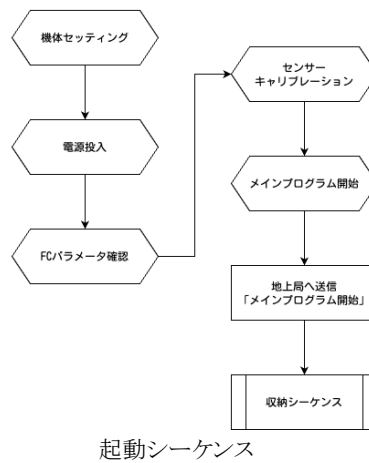 機体セッティング
電源投入
FCパラメータ確認
センサー
キャリブレーション
メインプログラム開始
地上局へ送信
「メインプログラム開始」
収納シーケンス
起動シーケンス